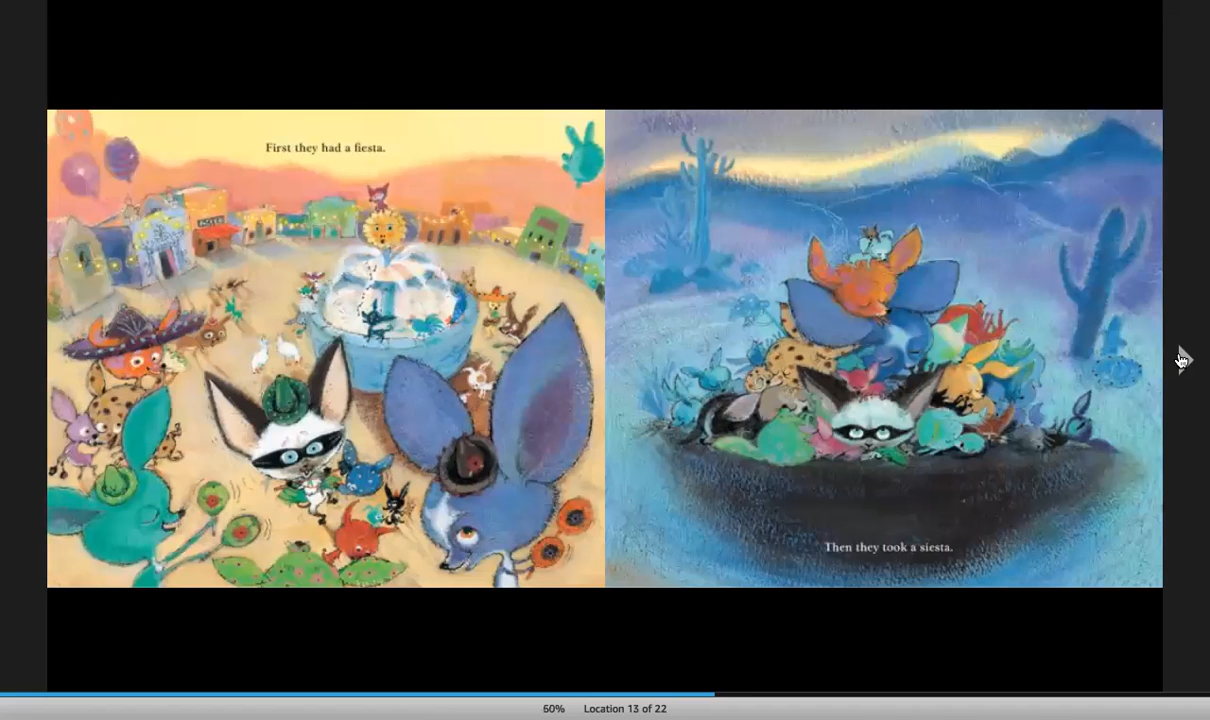 First they had a fiesta.
Then they took a siesta.
60% Location 13 of 22